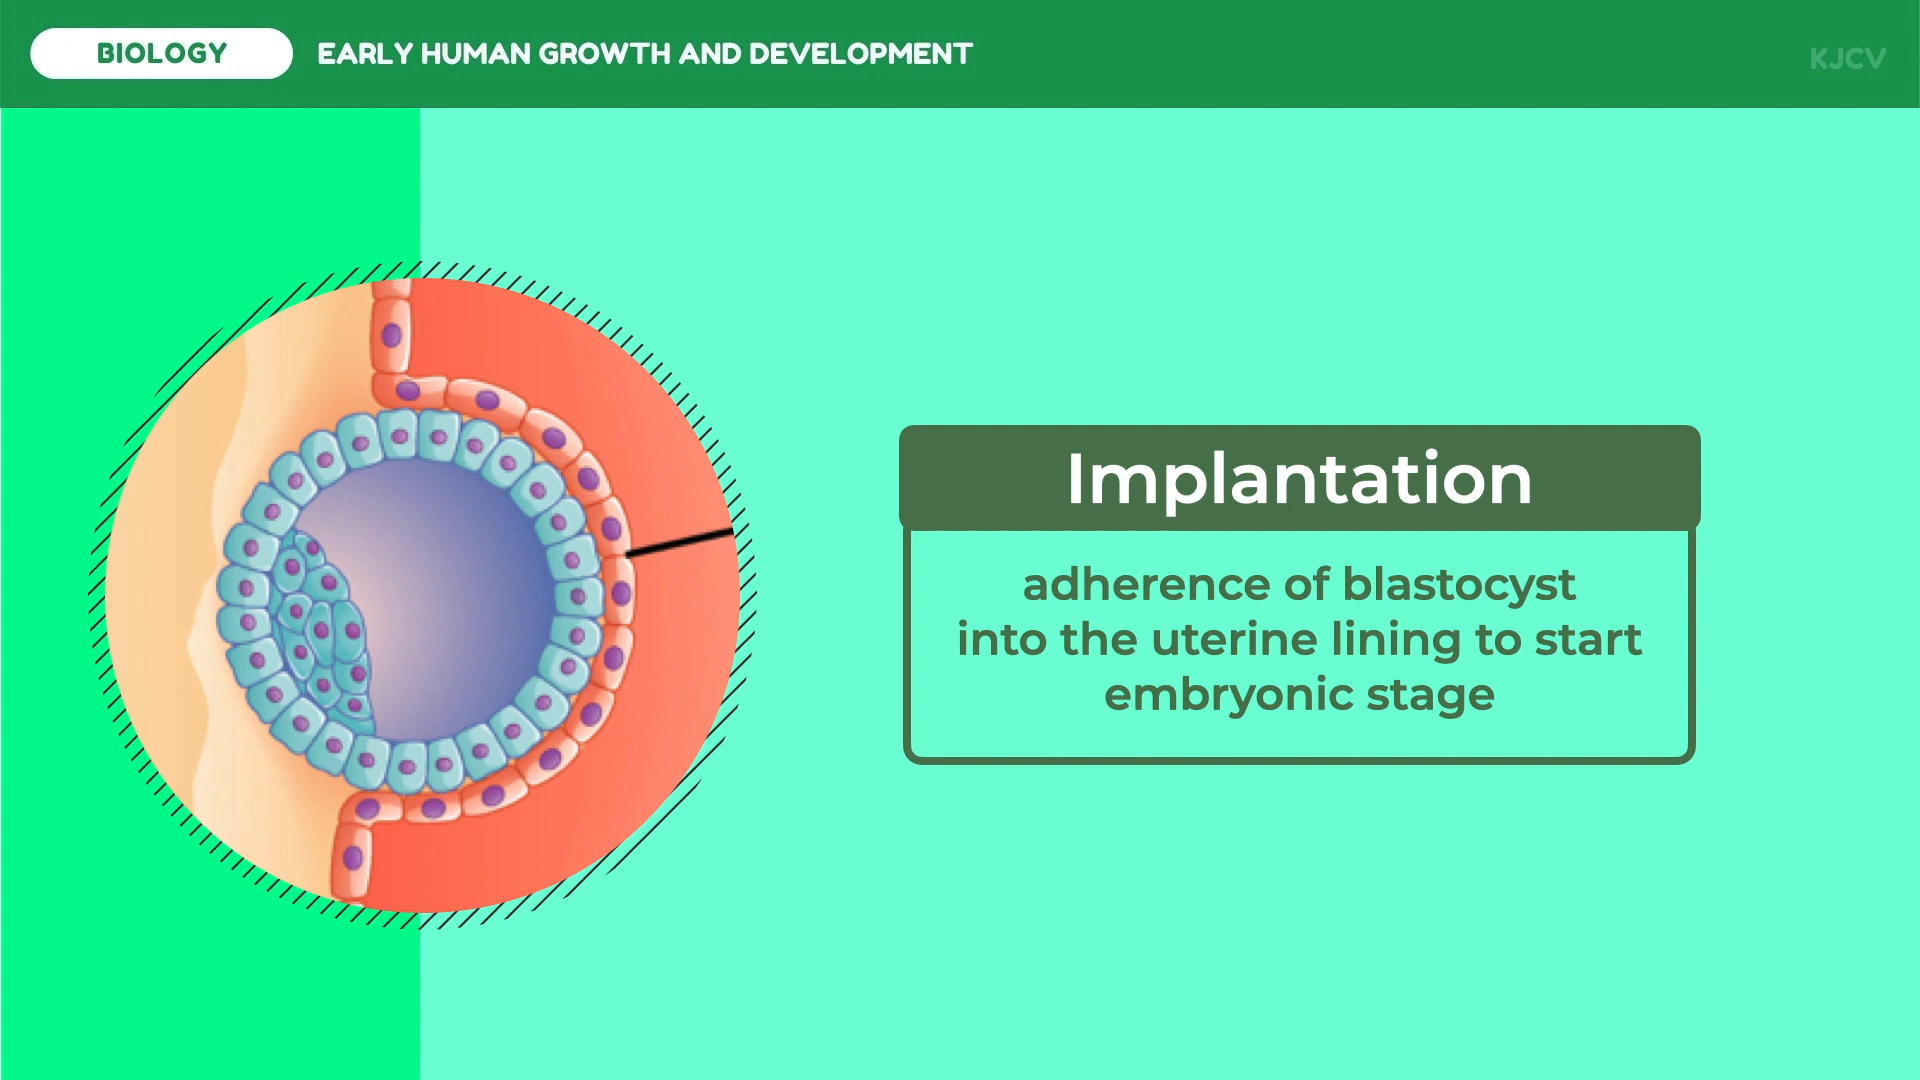 BIOLOGY
EARLY HUMAN GROWTH AND DEVELOPMENT
KJCV
Implantation
adherence of blastocyst
into the uterine lining to start
embryonic stage